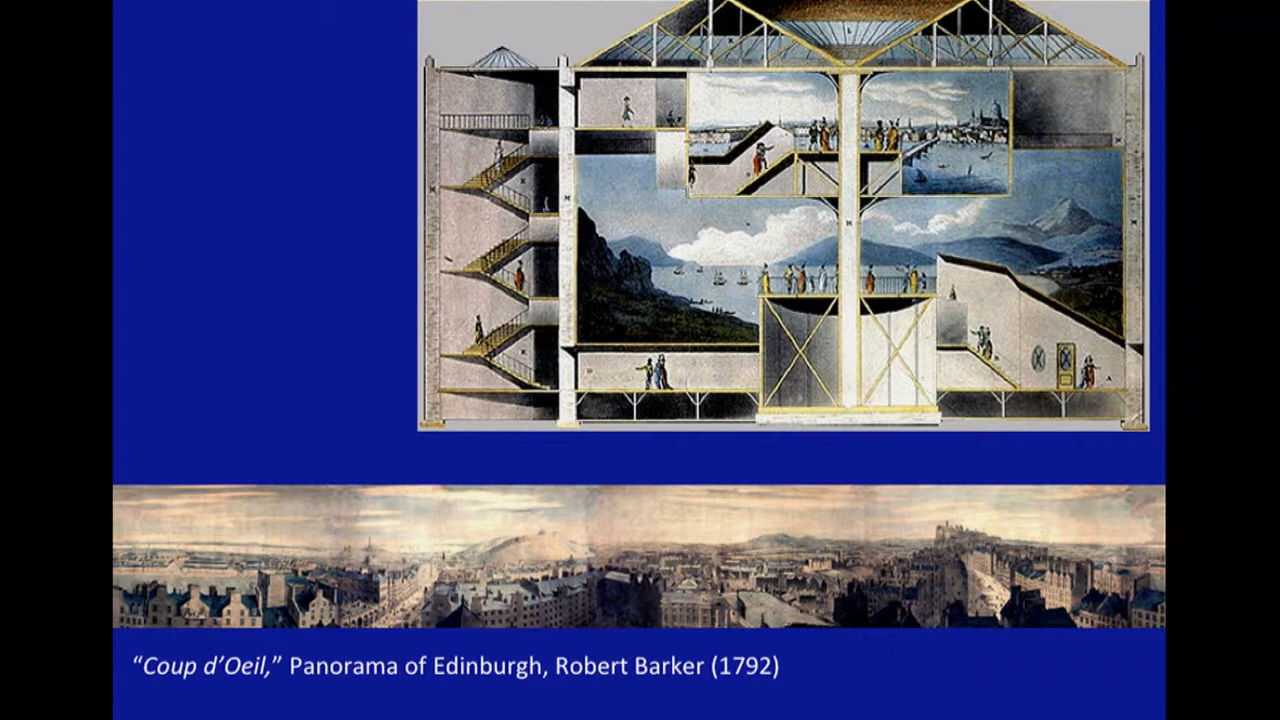 “Coup d’Oeil,” Panorama of Edinburgh, Robert Barker (1792)